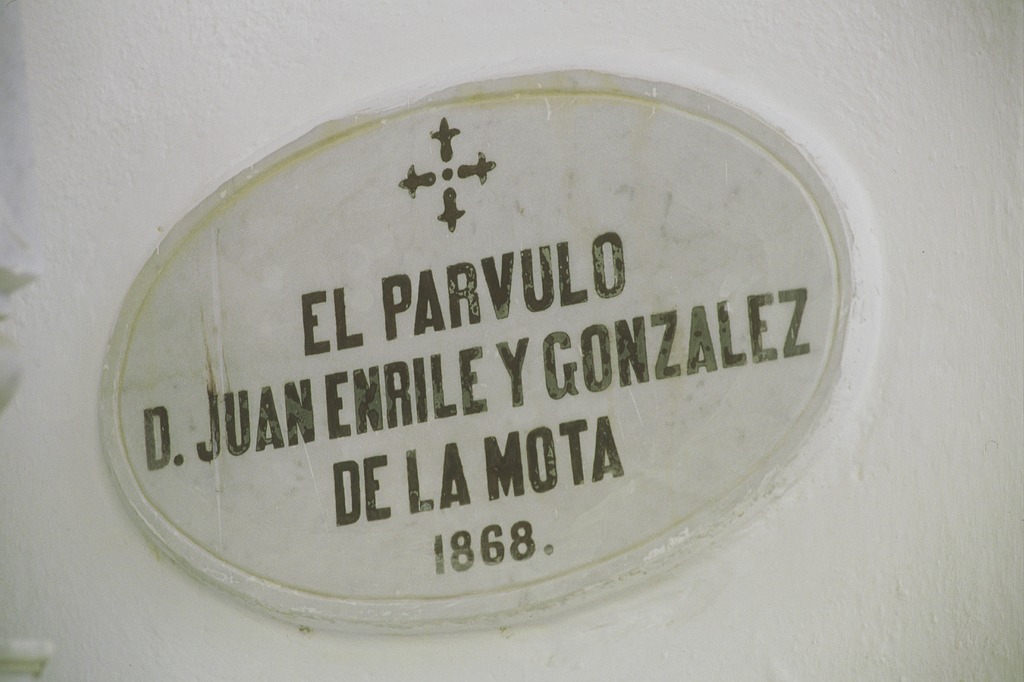 EL PARVULO
D. JUAN ENRILE Y GONZALEZ
DE LA MOTA
1868.